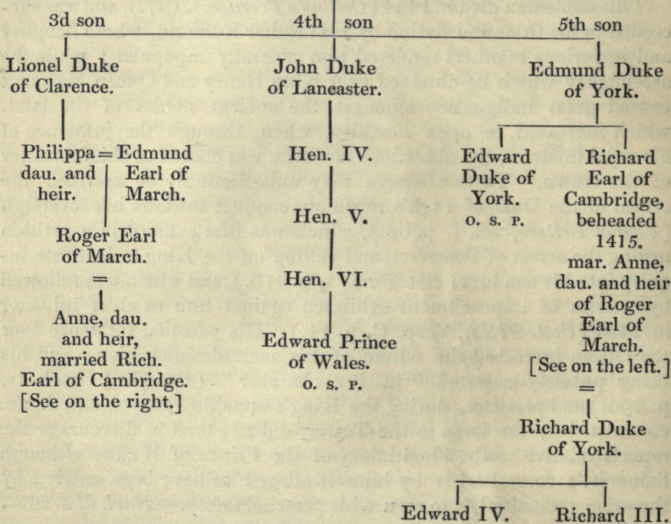 3d son
Lionel Duke
of Clarence.
Philippa = Edmund
dau. and Earl of
heir. March.
Roger Earl
of March.
=
Anne, dau.
and heir,
married Rich.
Earl of Cambridge.
[See on the right.]
4th son
John Duke
of Lancaster.
Hen. IV.
Hen. V.
Hen. VI.
Edward Prince
of Wales.
O. S. P.
5th son
Edmund Duke
of York.
Edward
Duke of
York.
O. S. P.
Richard
Earl of
Cambridge,
beheaded
1415.
mar. Anne,
dau. and heir
of Roger
Earl of
March.
[See on the left.]
Richard Duke
of York.
Edward IV. Richard III.